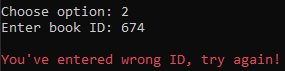 Choose option: 2
Enter book ID: 674
You've entered wrong ID, try again!